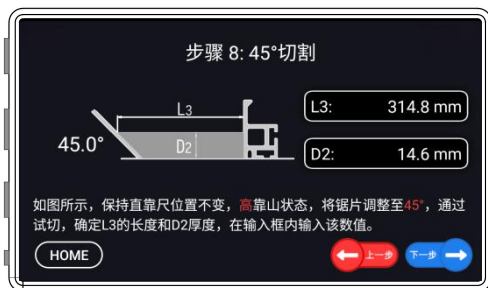 步骤 8: 45°切割
L3
45.0°
D2
L3: 314.8 mm
D2: 14.6 mm
如图所示，保持直靠尺位置不变，高靠山状态，将锯片调整至45°，通过
试切，确定L3的长度和D2厚度，在输入框内输入该数值。
HOME
上一步
下一步